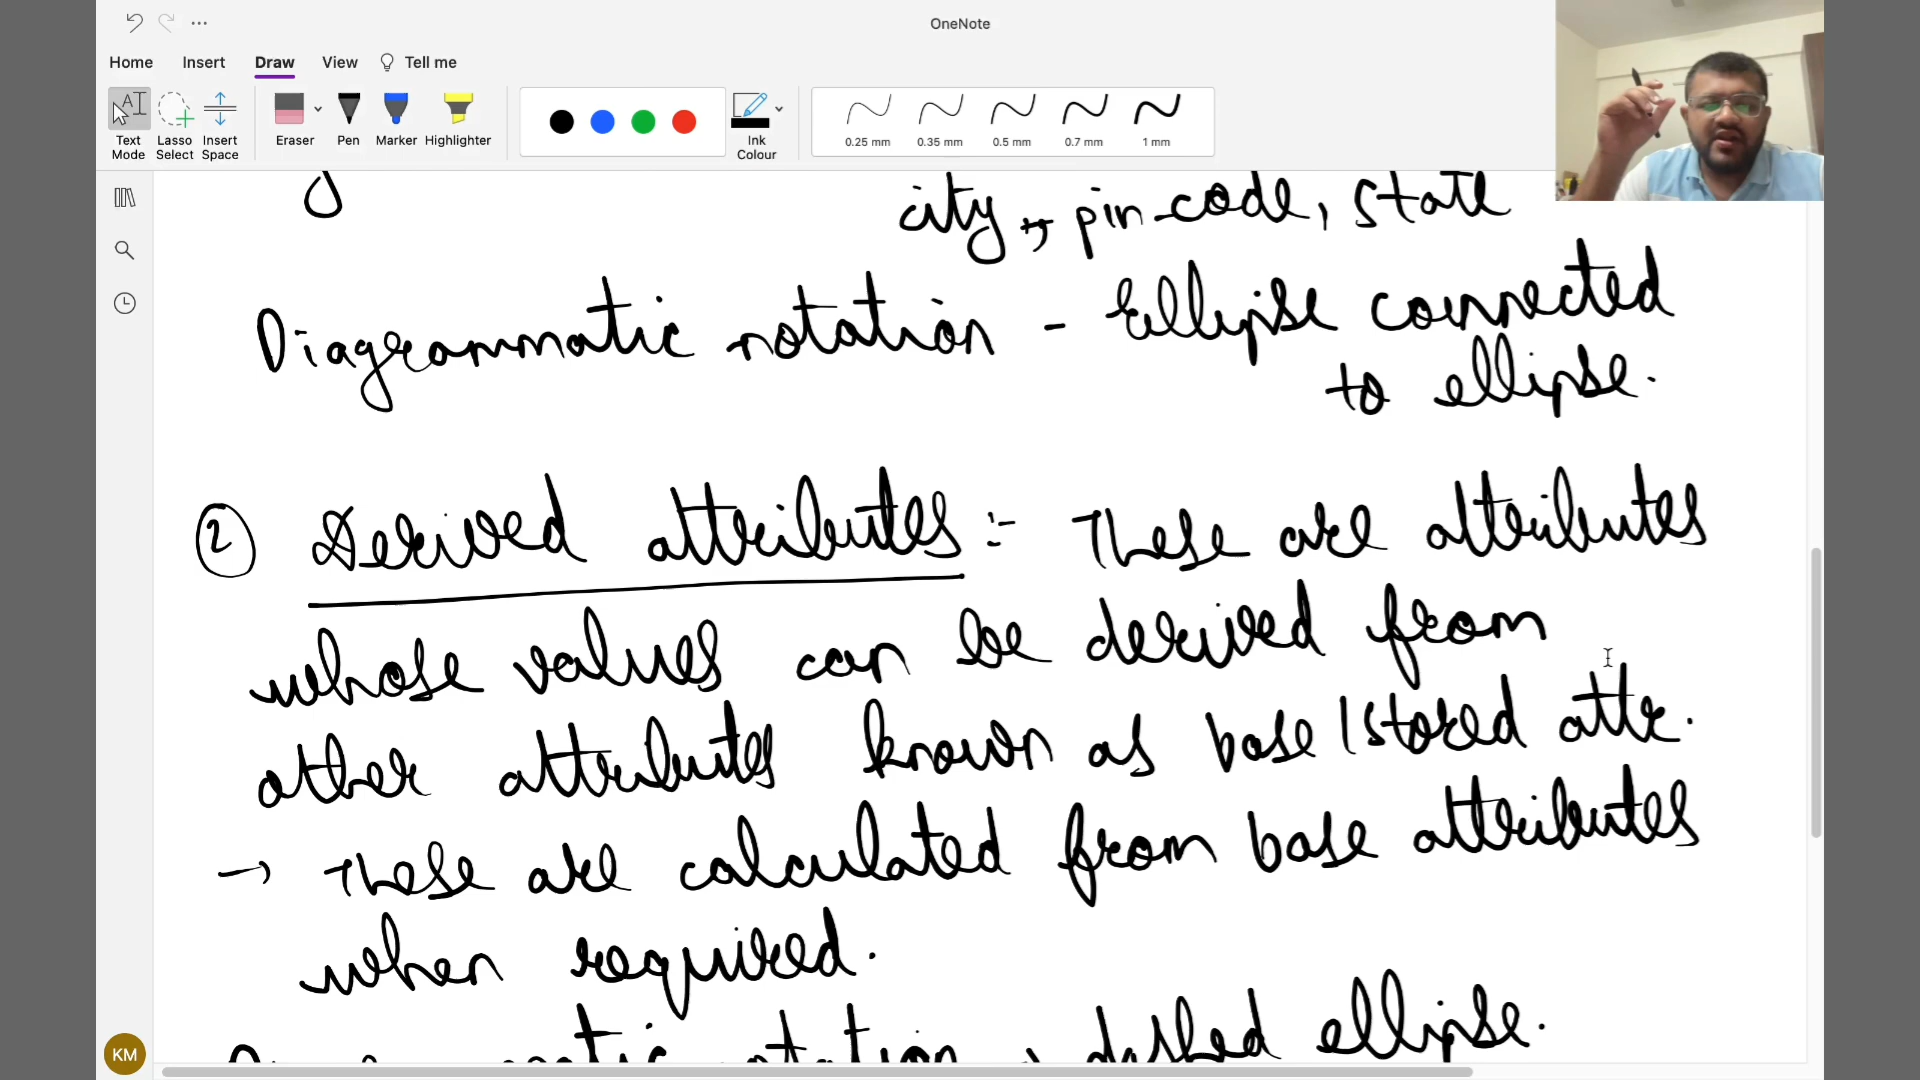 OneNote
Home Insert Draw View Tell me
Text Mode
Lasso Select
Insert Space
Eraser
Pen
Marker
Highlighter
Ink Colour
0.25 mm 0.35 mm 0.5 mm 0.7 mm 1 mm
city, pin-code, state
Diagrammatic notation - Ellipse connected
to ellipse.
② Derived attributes :- These are attributes
whose values can be derived from
other attributes known as base/stored attr.
→ These are calculated from base attributes
when required.
notation → dashed ellipse.
KM